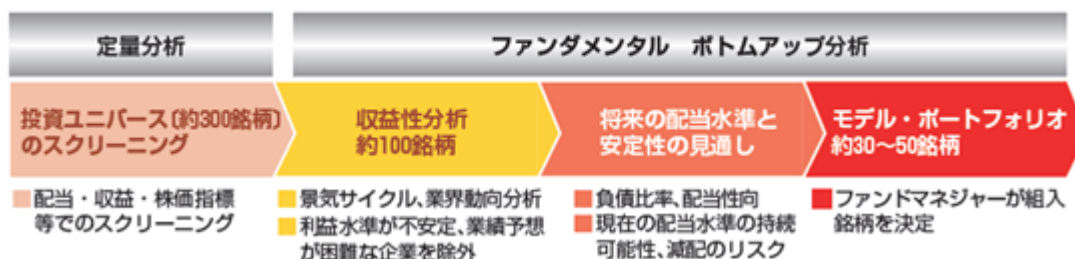 定量分析
ファンダメンタル　ボトムアップ分析
投資ユニバース(約300銘柄)
のスクリーニング
収益性分析
約100銘柄
将来の配当水準と
安定性の見通し
モデル・ポートフォリオ
約30～50銘柄
配当・収益・株価指標
等でのスクリーニング
景気サイクル、業界動向分析
利益水準が不安定、業績予想
が困難な企業を除外
負債比率、配当性向
現在の配当水準の持続
可能性、減配のリスク
ファンドマネジャーが組入
銘柄を決定